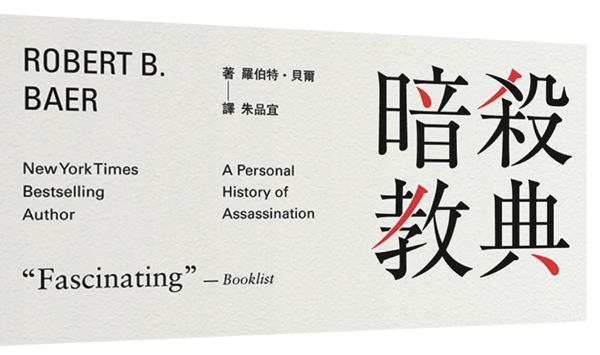 ROBERT B.
BAER
著 羅伯特・貝爾
譯 朱品宜
New York Times
Bestselling
Author
A Personal
History of
Assassination
“Fascinating” — Booklist
暗殺
教典